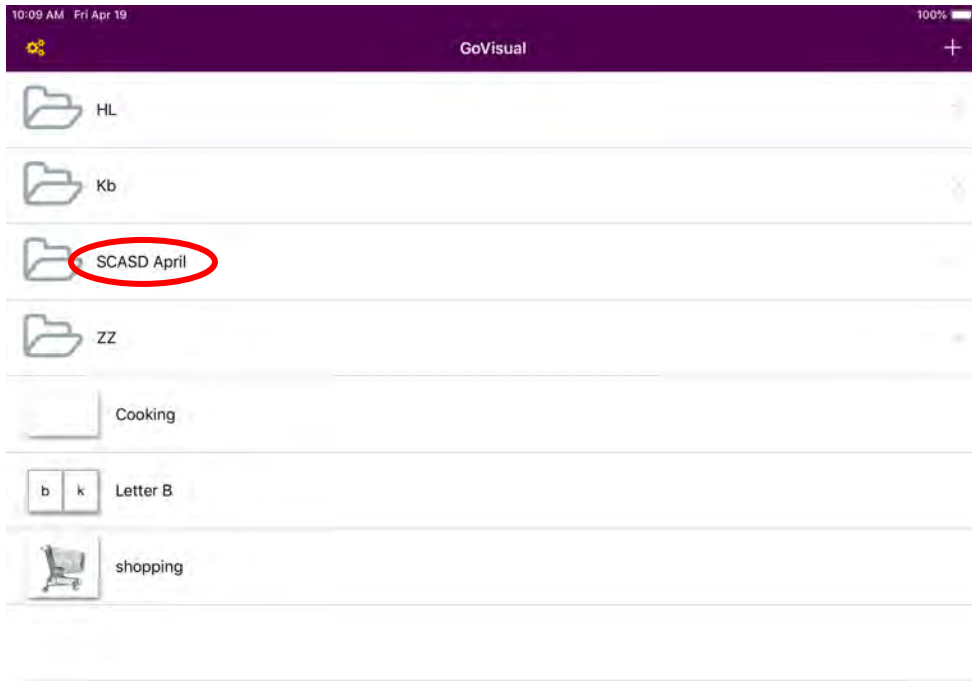 10:09 AM Fri Apr 19 100%
GoVisual
HL
Kb
SCASD April
ZZ
Cooking
b k Letter B
shopping